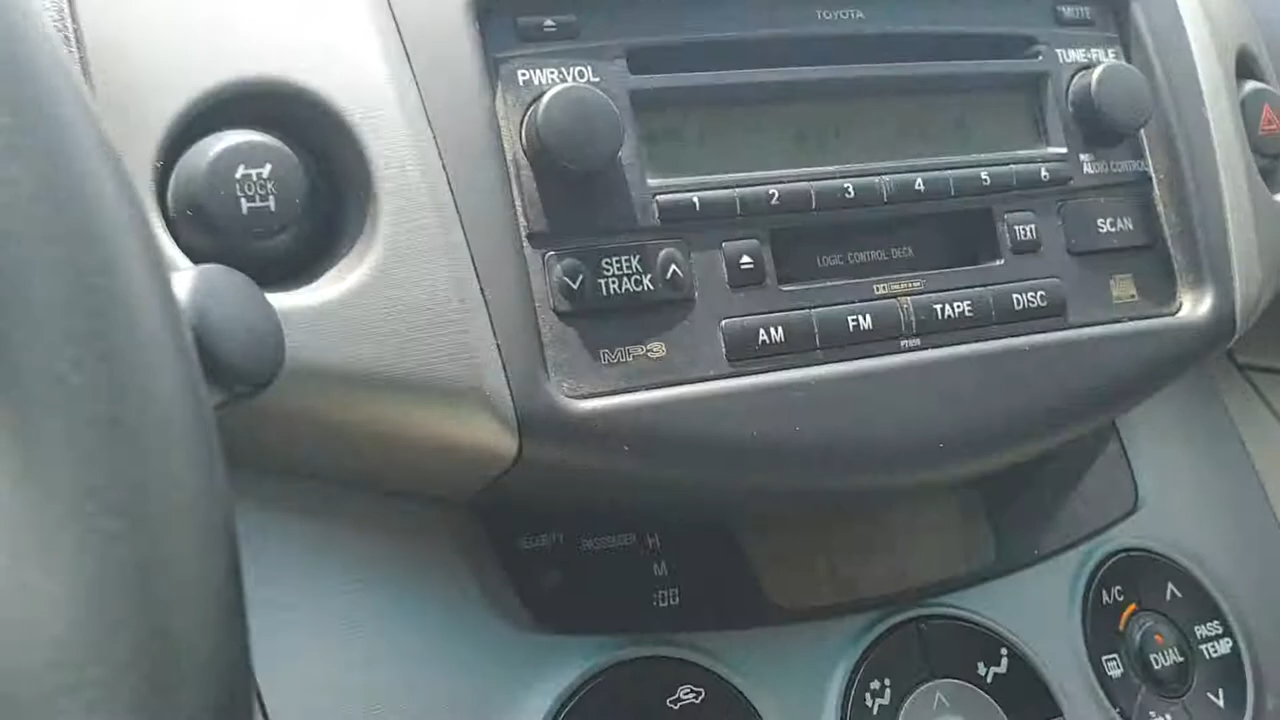 TOYOTA
MUTE
PWR·VOL
TUNE·FILE
LOCK
AUDIO CONTROL
1 2 3 4 5 6
SEEK
TRACK
LOGIC CONTROL DECK
TEXT
SCAN
AM FM TAPE DISC
MP3
SECURITY PASSENGER H
M
:00
A/C
PASS
TEMP
DUAL